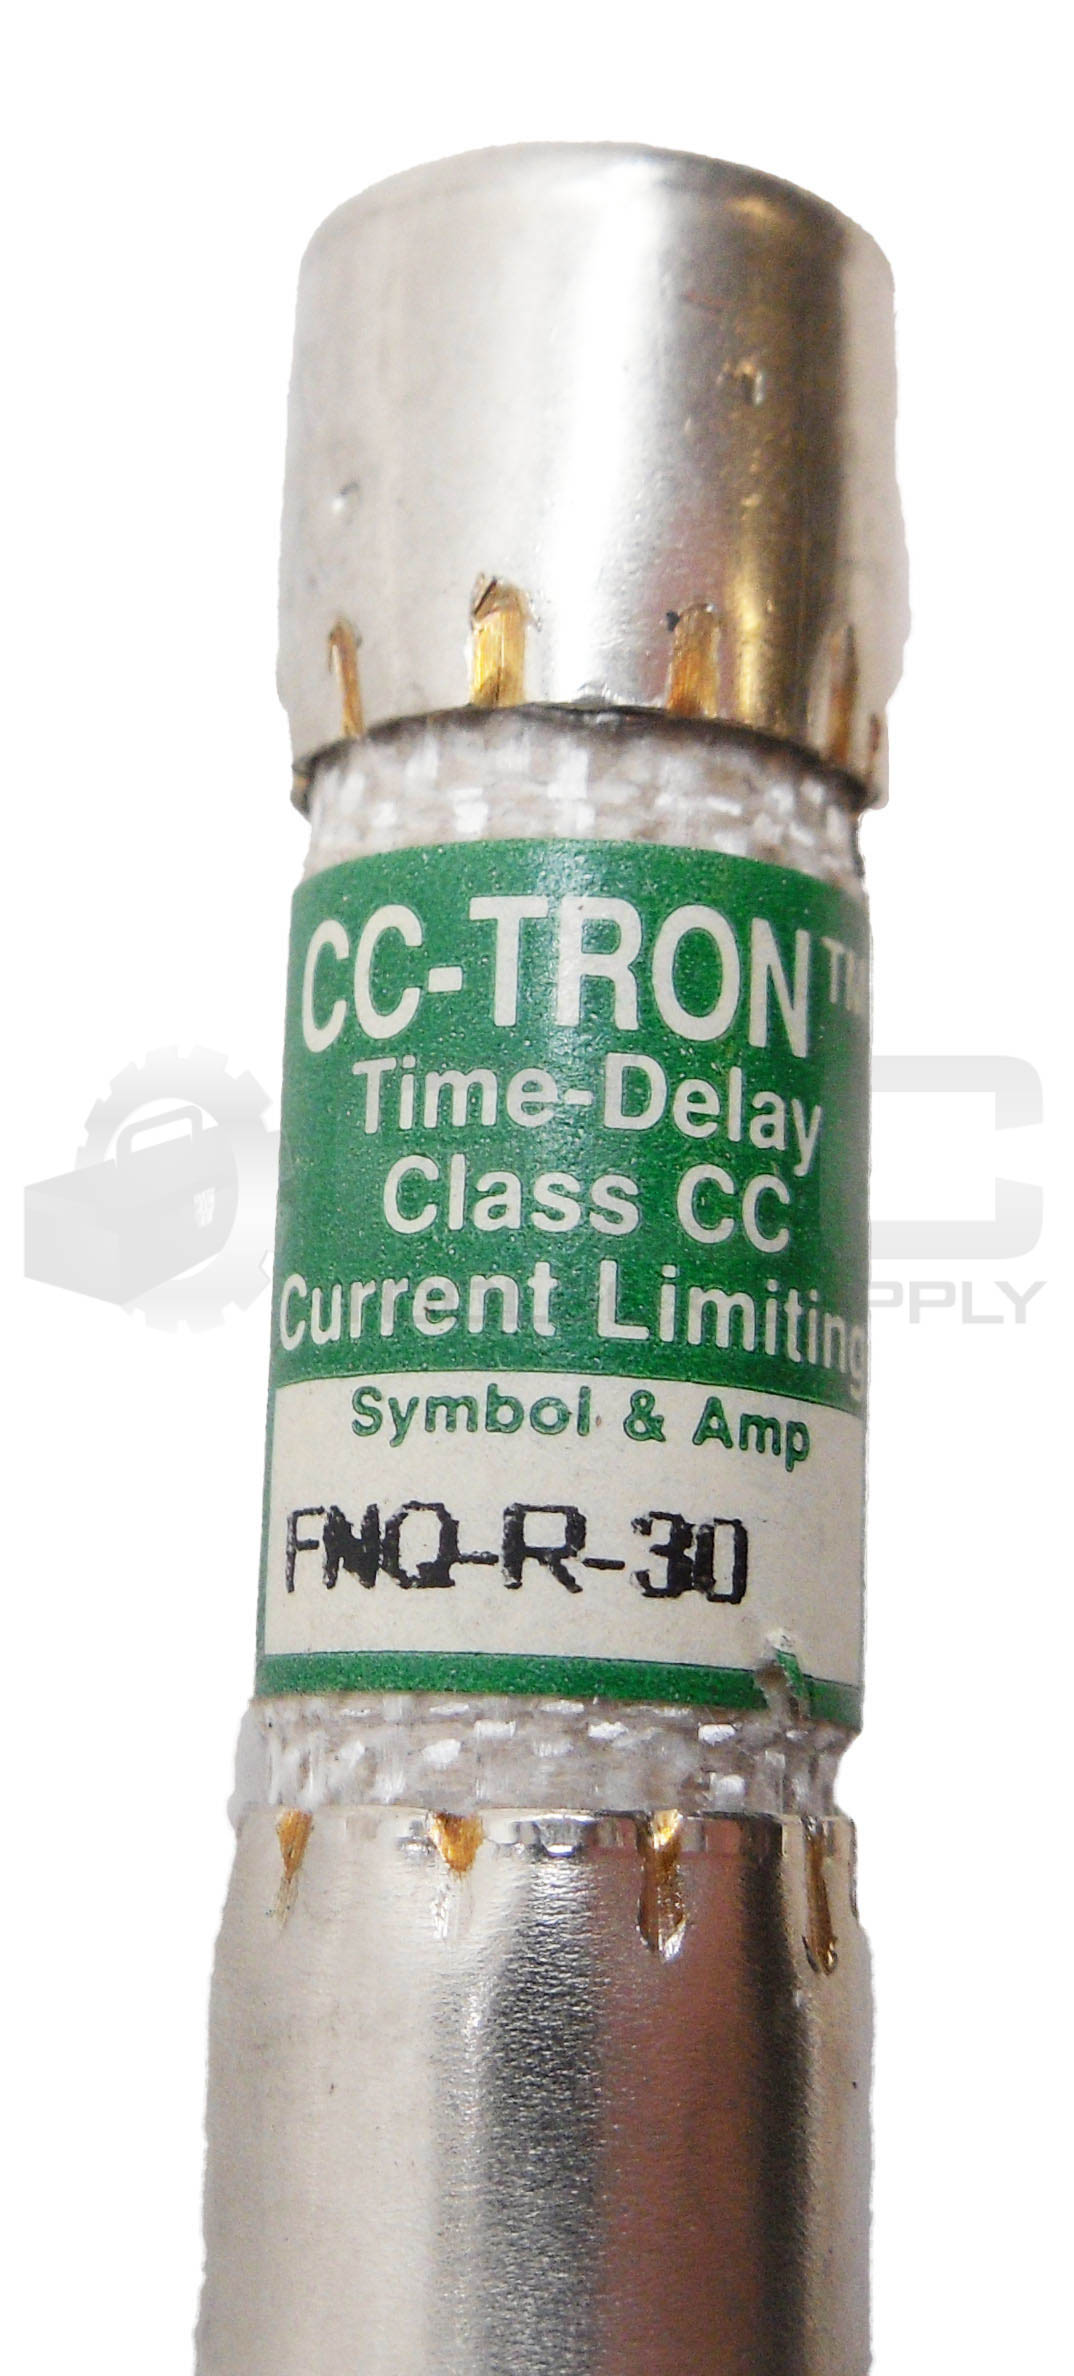 CC-TRON™
Time-Delay
Class CC
Current Limiting
Symbol & Amp
FNQ-R-30